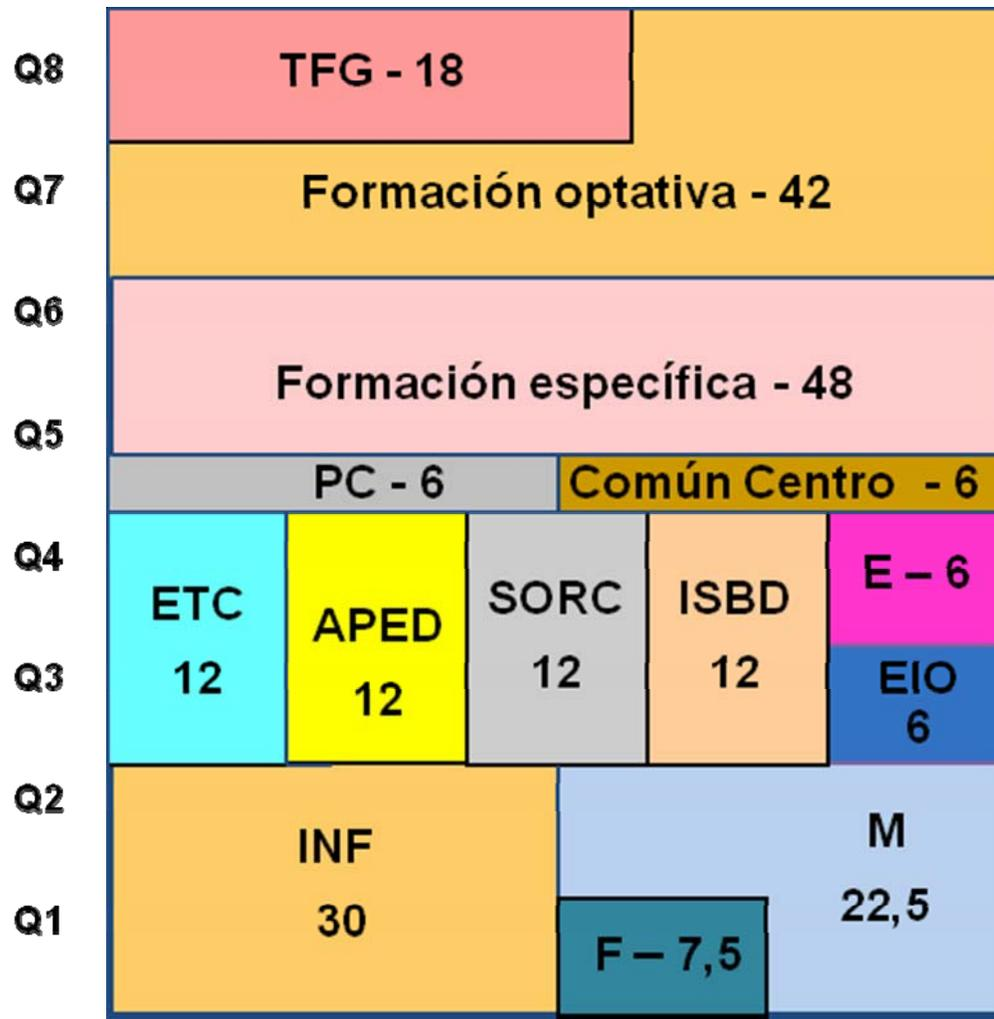 Q8
TFG - 18
Q7
Formación optativa - 42
Q6
Formación específica - 48
Q5
PC - 6
Común Centro - 6
Q4
ETC
12
APED
12
SORC
12
ISBD
12
E – 6
Q3
EIO
6
Q2
INF
30
M
22,5
Q1
F – 7,5